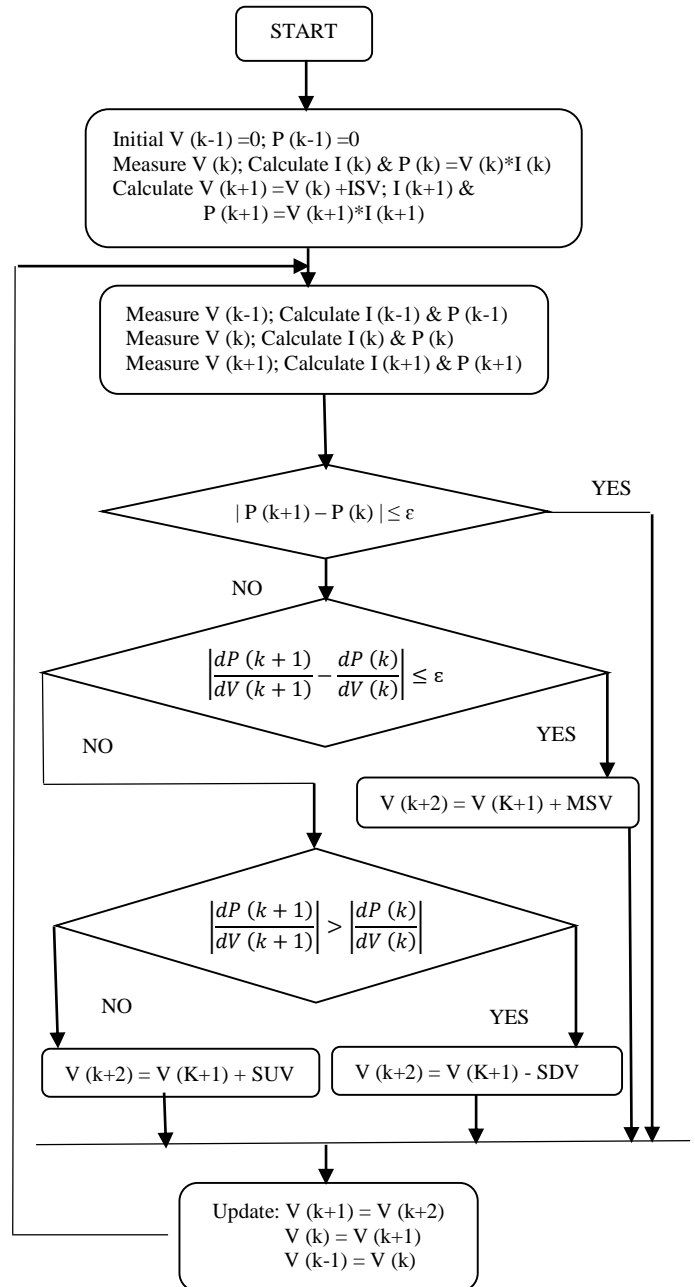 START
Initial V (k-1) =0; P (k-1) =0
Measure V (k); Calculate I (k) & P (k) =V (k)*I (k)
Calculate V (k+1) =V (k) +ISV; I (k+1) &
P (k+1) =V (k+1)*I (k+1)
Measure V (k-1); Calculate I (k-1) & P (k-1)
Measure V (k); Calculate I (k) & P (k)
Measure V (k+1); Calculate I (k+1) & P (k+1)
YES
| P (k+1) – P (k) | ≤ ε
NO
|dP (k + 1)/dV (k + 1) − dP (k)/dV (k)| ≤ ε
NO
YES
V (k+2) = V (K+1) + MSV
|dP (k + 1)/dV (k + 1)| > |dP (k)/dV (k)|
NO
YES
V (k+2) = V (K+1) + SUV
V (k+2) = V (K+1) - SDV
Update: V (k+1) = V (k+2)
V (k) = V (k+1)
V (k-1) = V (k)